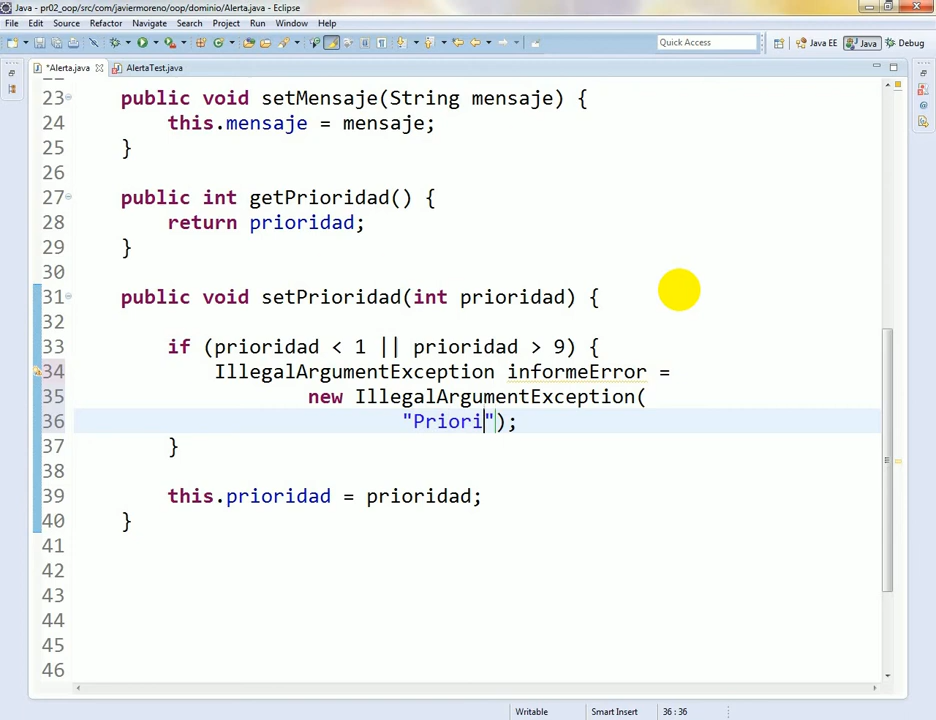 Java - pr02_oop/src/com/javiermoreno/oop/dominio/Alerta.java - Eclipse
File Edit Source Refactor Navigate Search Project Run Window Help
Quick Access Java EE Java Debug
*Alerta.java AlertaTest.java
23 public void setMensaje(String mensaje) {
24 this.mensaje = mensaje;
25 }
26
27 public int getPrioridad() {
28 return prioridad;
29 }
30
31 public void setPrioridad(int prioridad) {
32
33 if (prioridad < 1 || prioridad > 9) {
34 IllegalArgumentException informeError =
35 new IllegalArgumentException(
36 "Priori");
37 }
38
39 this.prioridad = prioridad;
40 }
41
42
43
44
45
46
Writable Smart Insert 36 : 36